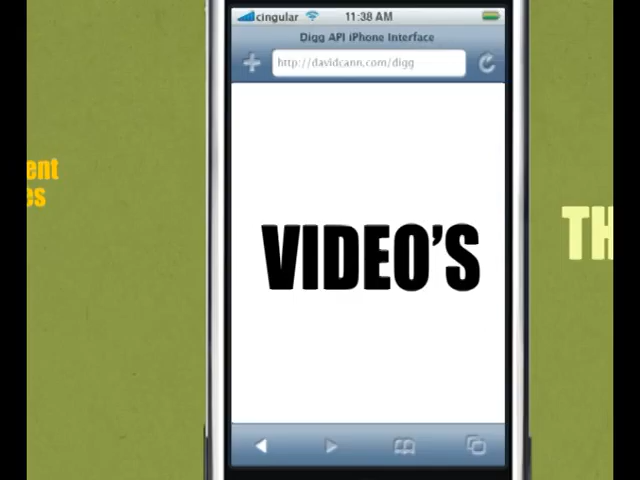 cingular 11:38 AM
Digg API iPhone Interface
http://davidcann.com/digg
VIDEO'S